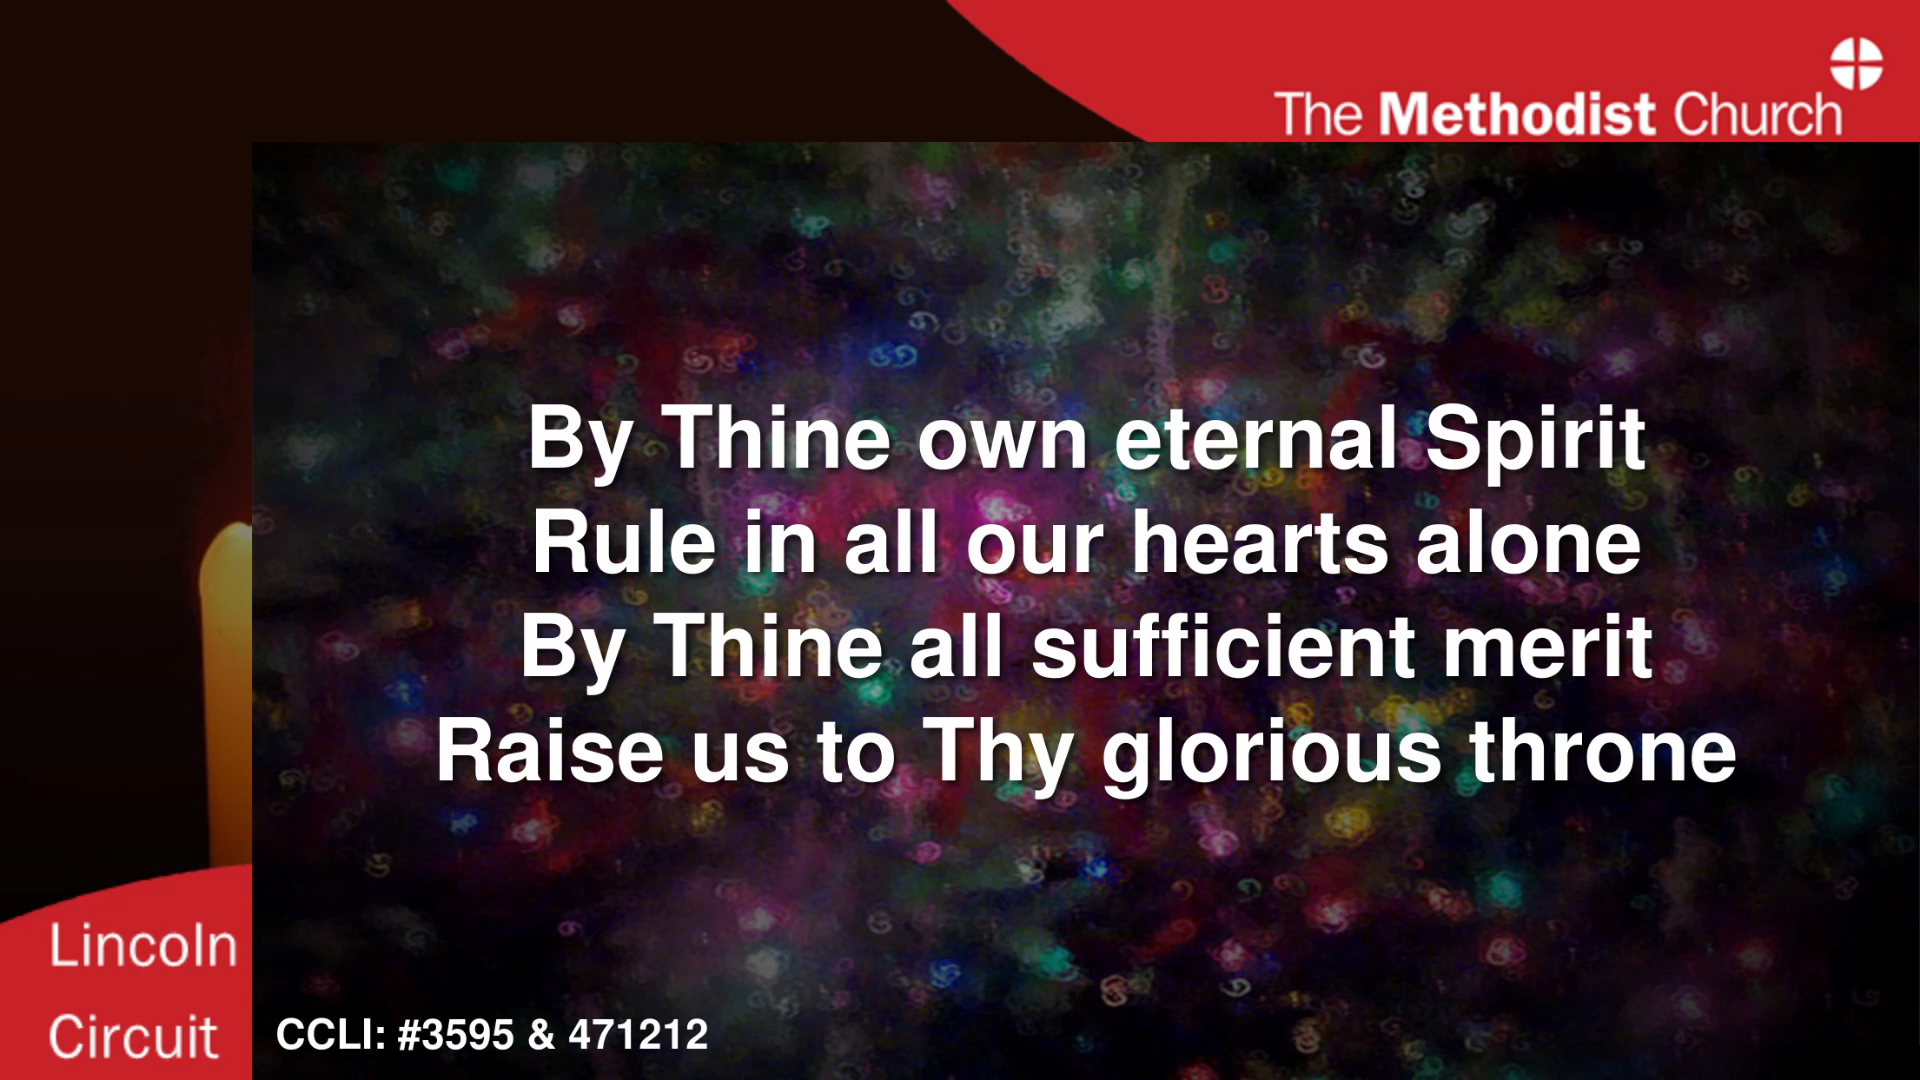 The Methodist Church
By Thine own eternal Spirit
Rule in all our hearts alone
By Thine all sufficient merit
Raise us to Thy glorious throne
Lincoln
Circuit
CCLI: #3595 & 471212